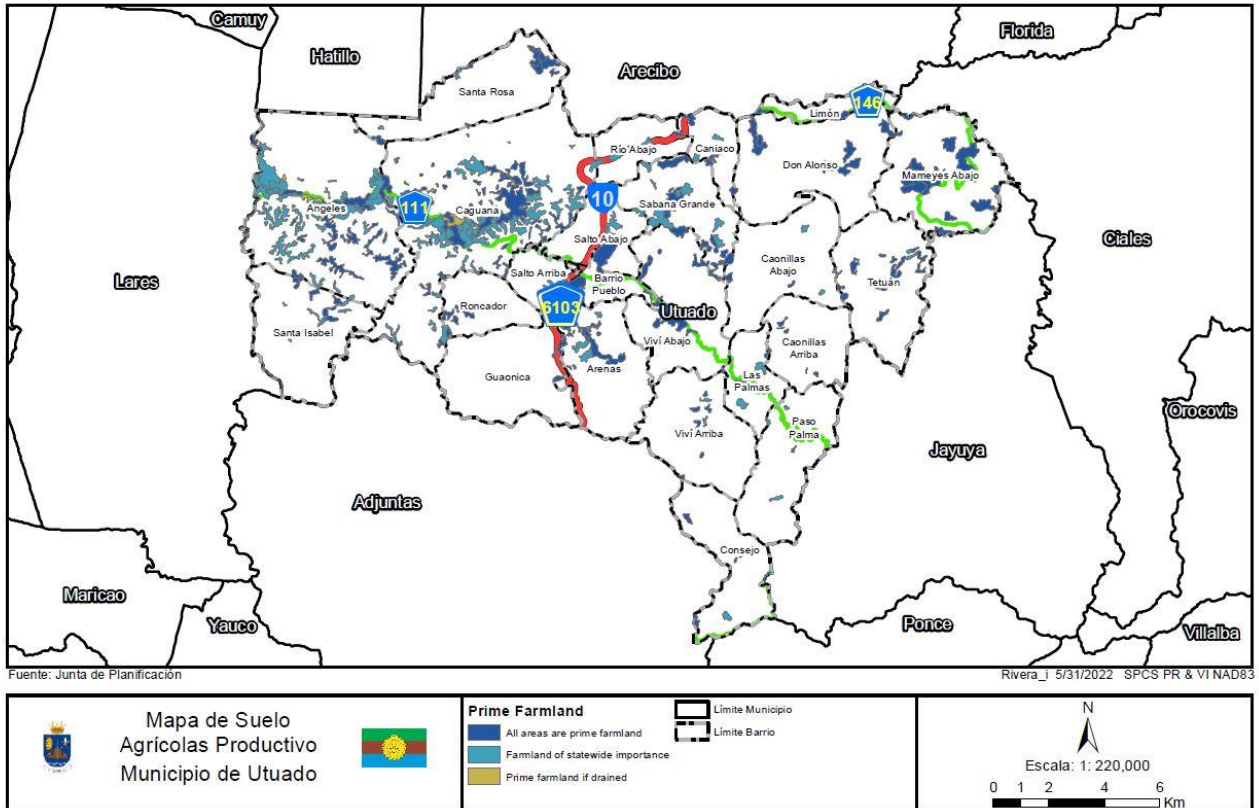 Camuy
Hatillo
Florida
Arecibo
Santa Rosa
146
Limón
Río Abajo
Caniaco
Don Alonso
Mameyes Abajo
10
111
Angeles
Caguana
Sabana Grande
Salto Abajo
Ciales
Lares
Salto Arriba
Barrio
Pueblo
Caonillas
Abajo
Tetuán
6103
Roncador
Utuado
Santa Isabel
Viví Abajo
Caonillas
Arriba
Guaonica
Arenas
Las
Palmas
Orocovis
Paso
Palma
Viví Arriba
Jayuya
Adjuntas
Consejo
Maricao
Yauco
Ponce
Villalba
Fuente: Junta de Planificación
Rivera_i 5/31/2022 SPCS PR & VI NAD83
Mapa de Suelo
Agrícolas Productivo
Municipio de Utuado
Prime Farmland
All areas are prime farmland
Farmland of statewide importance
Prime farmland if drained
Límite Municipio
Límite Barrio
N
Escala: 1: 220,000
0 1 2 4 6
Km